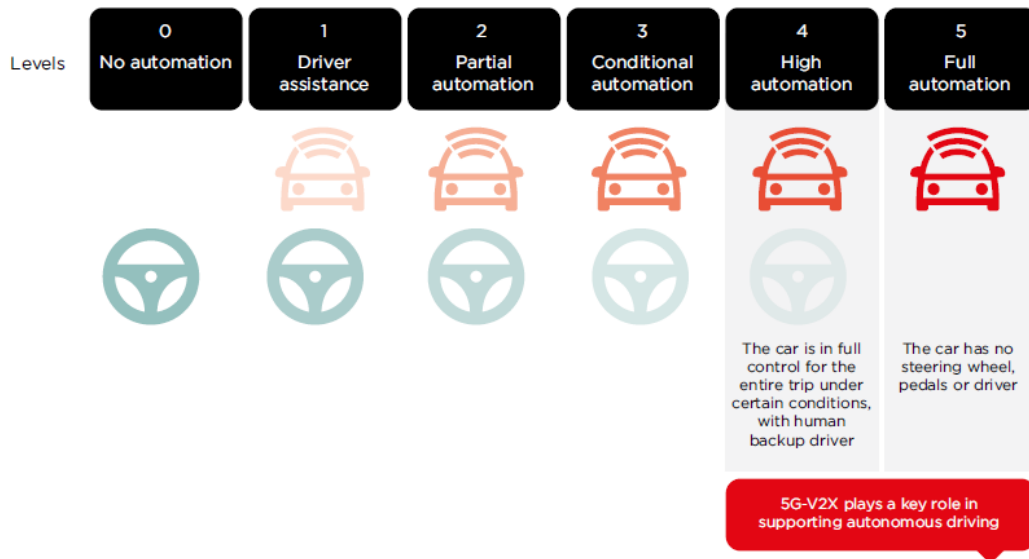 Levels
0
No automation
1
Driver
assistance
2
Partial
automation
3
Conditional
automation
4
High
automation
5
Full
automation
The car is in full
control for the
entire trip under
certain conditions,
with human
backup driver
The car has no
steering wheel,
pedals or driver
5G-V2X plays a key role in
supporting autonomous driving